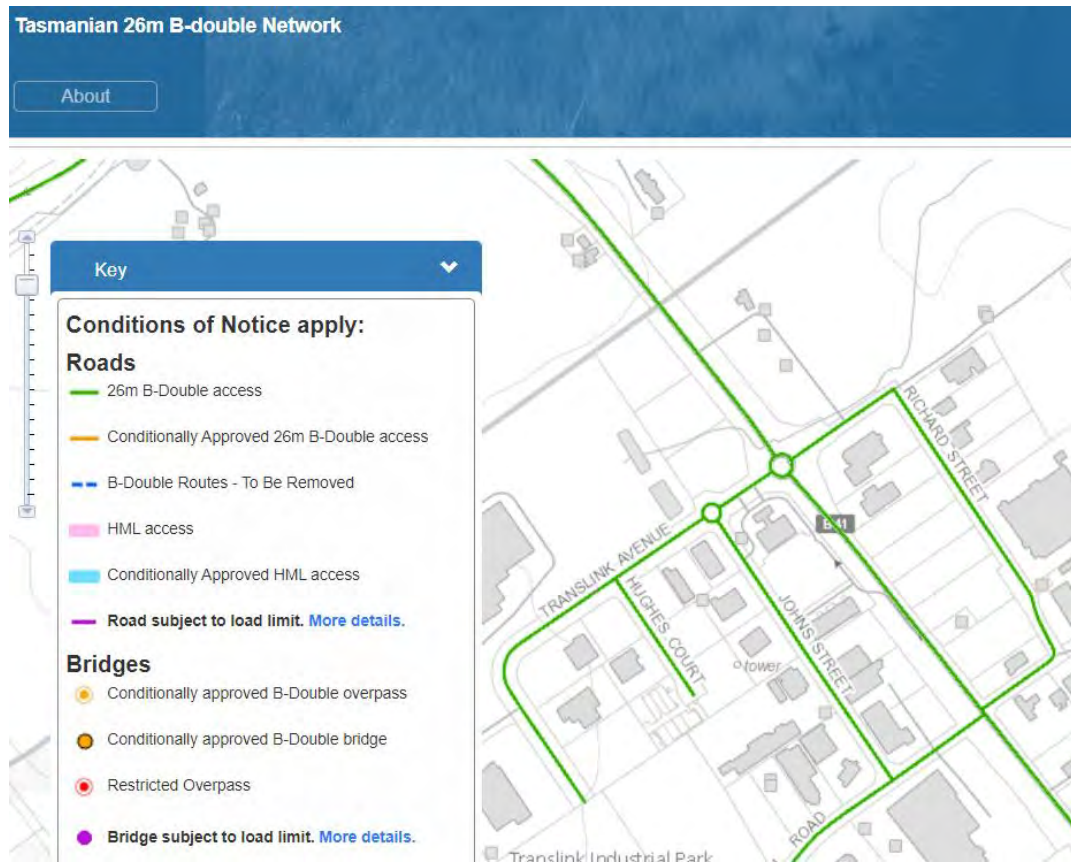 Tasmanian 26m B-double Network
About
Key
Conditions of Notice apply:
Roads
26m B-Double access
Conditionally Approved 26m B-Double access
B-Double Routes - To Be Removed
HML access
Conditionally Approved HML access
Road subject to load limit. More details.
Bridges
Conditionally approved B-Double overpass
Conditionally approved B-Double bridge
Restricted Overpass
Bridge subject to load limit. More details.
RICHARD STREET
B41
TRANSLINK AVENUE
HUGHES COURT
JOHNS STREET
tower
ROAD
Translink Industrial Park